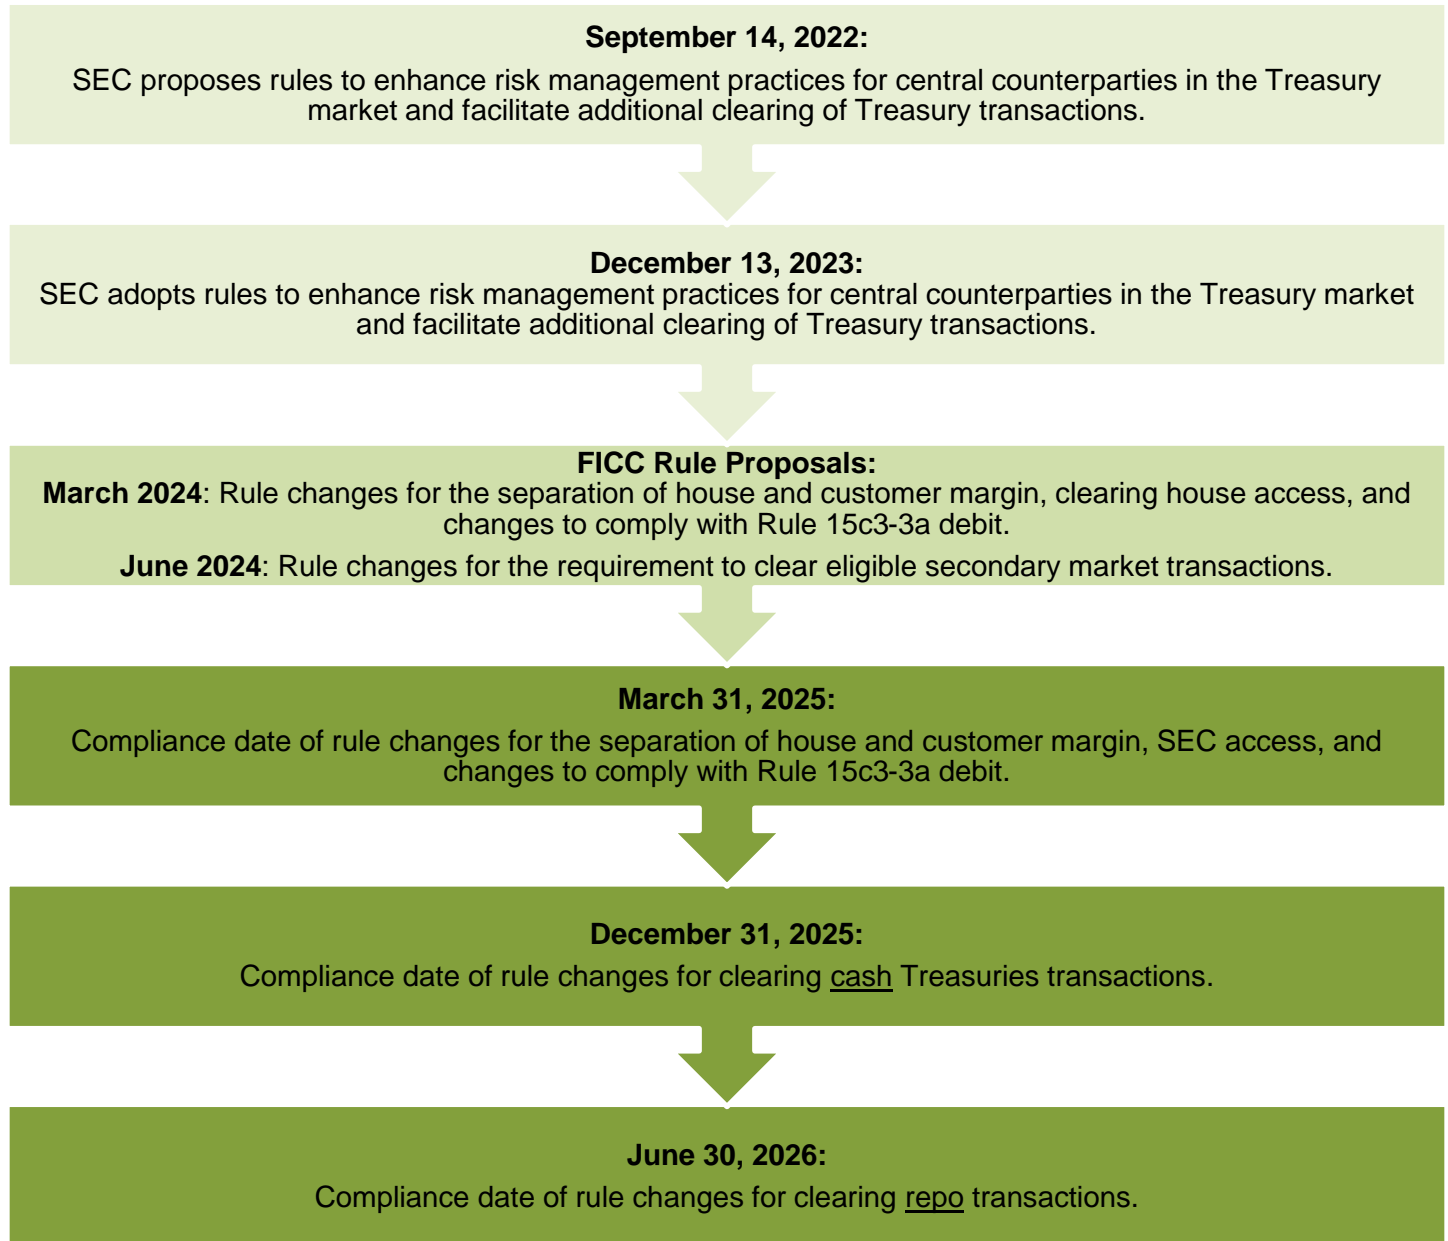 September 14, 2022:
SEC proposes rules to enhance risk management practices for central counterparties in the Treasury
market and facilitate additional clearing of Treasury transactions.
December 13, 2023:
SEC adopts rules to enhance risk management practices for central counterparties in the Treasury market
and facilitate additional clearing of Treasury transactions.
FICC Rule Proposals:
March 2024: Rule changes for the separation of house and customer margin, clearing house access, and
changes to comply with Rule 15c3-3a debit.
June 2024: Rule changes for the requirement to clear eligible secondary market transactions.
March 31, 2025:
Compliance date of rule changes for the separation of house and customer margin, SEC access, and
changes to comply with Rule 15c3-3a debit.
December 31, 2025:
Compliance date of rule changes for clearing cash Treasuries transactions.
June 30, 2026:
Compliance date of rule changes for clearing repo transactions.